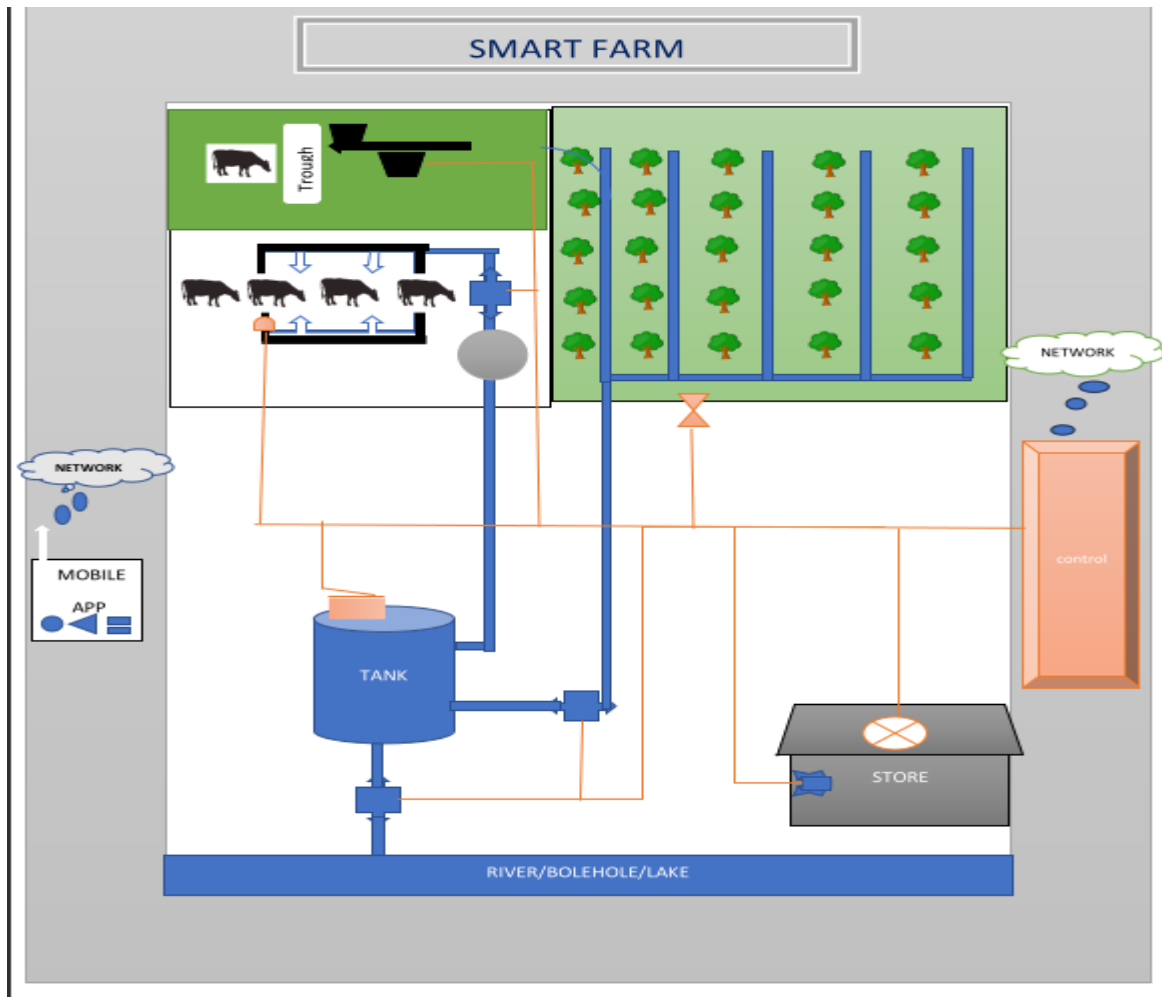 SMART FARM
Trough
NETWORK
NETWORK
MOBILE
APP
control
TANK
STORE
RIVER/BOLEHOLE/LAKE